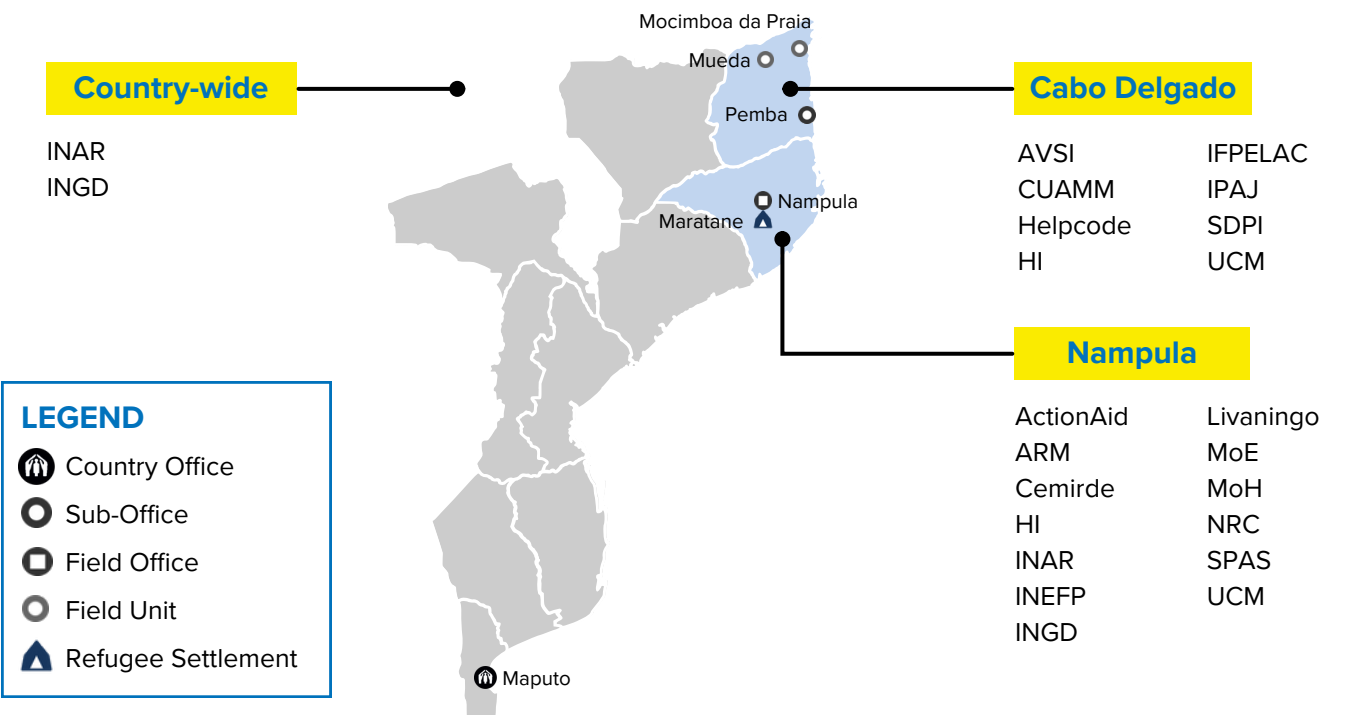 Mocimboa da Praia
Mueda
Pemba
Nampula
Maratane
Maputo
Country-wide
INAR
INGD
Cabo Delgado
AVSI
CUAMM
Helpcode
HI
IFPELAC
IPAJ
SDPI
UCM
Nampula
ActionAid
ARM
Cemirde
HI
INAR
INEFP
INGD
Livaningo
MoE
MoH
NRC
SPAS
UCM
LEGEND
Country Office
Sub-Office
Field Office
Field Unit
Refugee Settlement